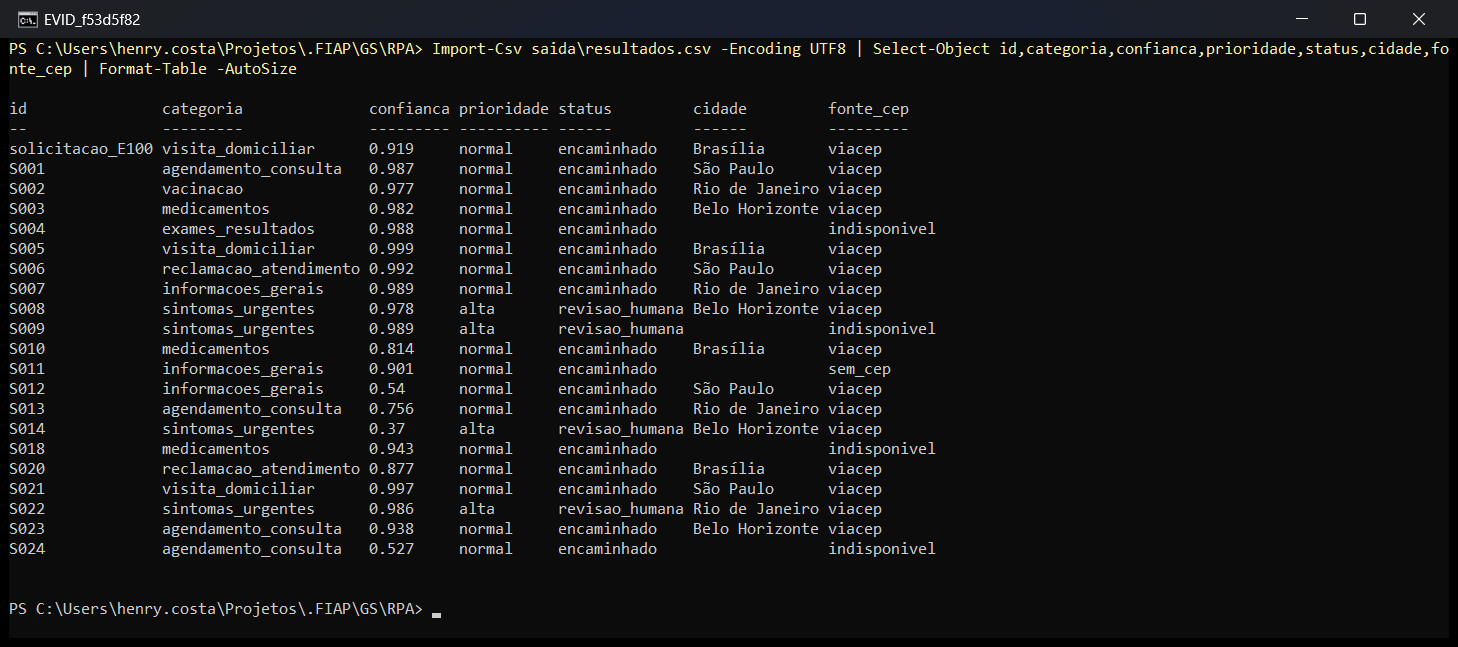 EVID_f53d5f82
PS C:\Users\henry.costa\Projetos\.FIAP\GS\RPA> Import-Csv saida\resultados.csv -Encoding UTF8 | Select-Object id,categoria,confianca,prioridade,status,cidade,fo
nte_cep | Format-Table -AutoSize
id categoria confianca prioridade status cidade fonte_cep
-- --------- --------- ---------- ------ ------ ---------
solicitacao_E100 visita_domiciliar 0.919 normal encaminhado Brasília viacep
S001 agendamento_consulta 0.987 normal encaminhado São Paulo viacep
S002 vacinacao 0.977 normal encaminhado Rio de Janeiro viacep
S003 medicamentos 0.982 normal encaminhado Belo Horizonte viacep
S004 exames_resultados 0.988 normal encaminhado indisponivel
S005 visita_domiciliar 0.999 normal encaminhado Brasília viacep
S006 reclamacao_atendimento 0.992 normal encaminhado São Paulo viacep
S007 informacoes_gerais 0.989 normal encaminhado Rio de Janeiro viacep
S008 sintomas_urgentes 0.978 alta revisao_humana Belo Horizonte viacep
S009 sintomas_urgentes 0.989 alta revisao_humana indisponivel
S010 medicamentos 0.814 normal encaminhado Brasília viacep
S011 informacoes_gerais 0.901 normal encaminhado sem_cep
S012 informacoes_gerais 0.54 normal encaminhado São Paulo viacep
S013 agendamento_consulta 0.756 normal encaminhado Rio de Janeiro viacep
S014 sintomas_urgentes 0.37 alta revisao_humana Belo Horizonte viacep
S018 medicamentos 0.943 normal encaminhado indisponivel
S020 reclamacao_atendimento 0.877 normal encaminhado Brasília viacep
S021 visita_domiciliar 0.997 normal encaminhado São Paulo viacep
S022 sintomas_urgentes 0.986 alta revisao_humana Rio de Janeiro viacep
S023 agendamento_consulta 0.938 normal encaminhado Belo Horizonte viacep
S024 agendamento_consulta 0.527 normal encaminhado indisponivel
PS C:\Users\henry.costa\Projetos\.FIAP\GS\RPA>